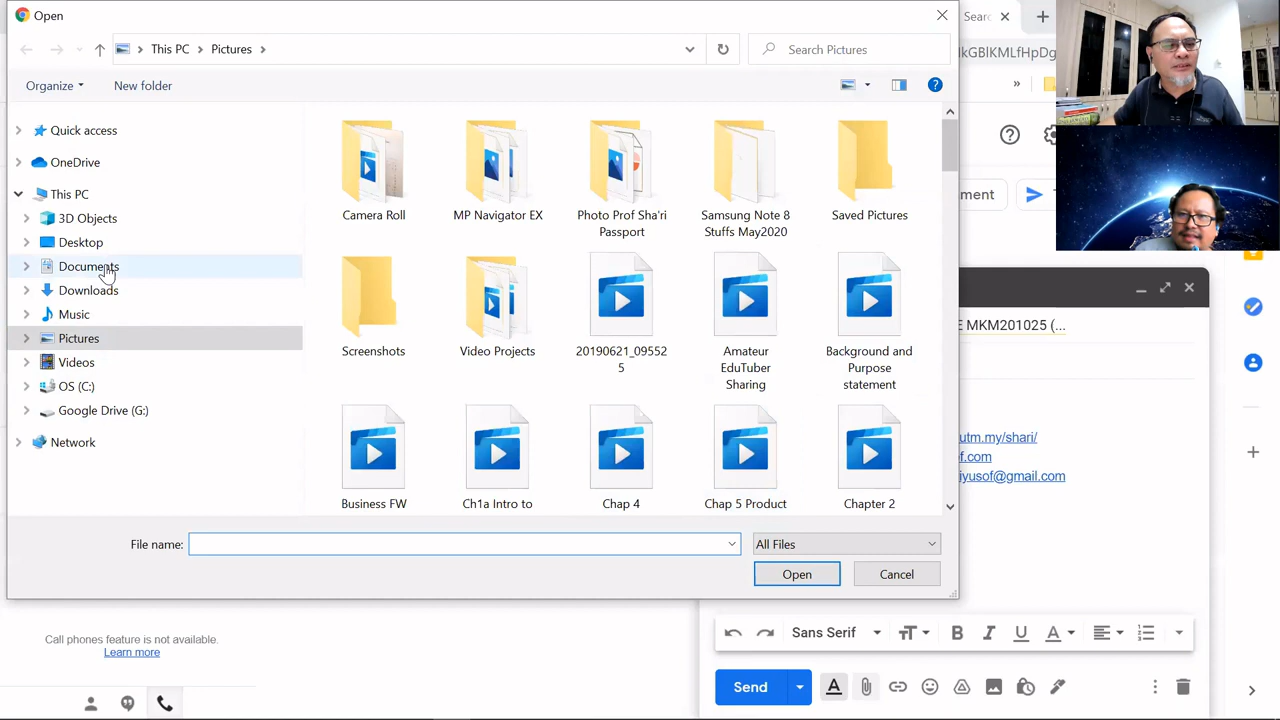 Open
Sear
This PC
Pictures
Search Pictures
Organize
New folder
Quick access
OneDrive
This PC
3D Objects
Desktop
Documents
Downloads
Music
Pictures
Videos
OS (C:)
Google Drive (G:)
Network
Camera Roll
MP Navigator EX
Photo Prof Sha'ri
Passport
Samsung Note 8
Stuffs May2020
Saved Pictures
Screenshots
Video Projects
20190621_09552
5
Amateur
EduTuber
Sharing
Background and
Purpose
statement
Business FW
Ch1a Intro to
Chap 4
Chap 5 Product
Chapter 2
File name:
All Files
Open
Cancel
ment
E MKM201025 (...
utm.my/shari/
f.com
iyusof@gmail.com
Sans Serif
Send
Call phones feature is not available.
Learn more